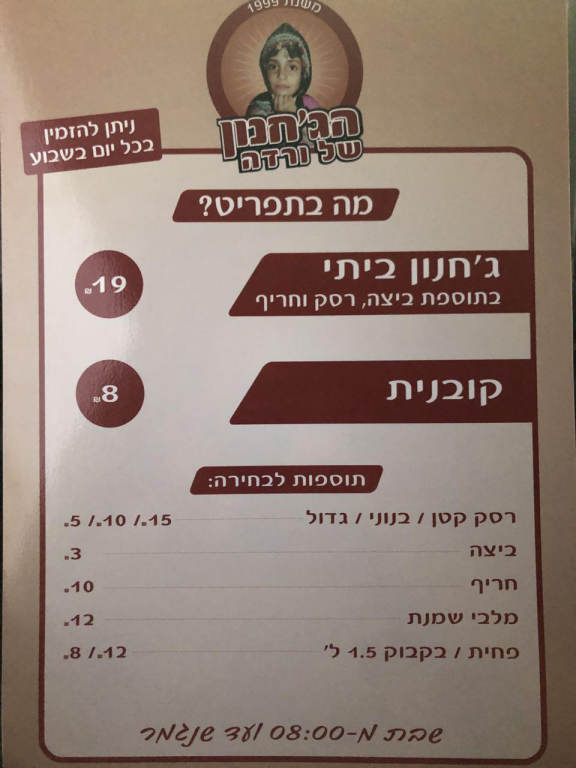 משנת 1999
הג'חנון
של ורדה
ניתן להזמין
בכל יום בשבוע
מה בתפריט?
ג'חנון ביתי
בתוספת ביצה, רסק וחריף
19₪
קובנית
8₪
תוספות לבחירה:
רסק קטן / בנוני / גדול 5₪ /10₪ /15₪
ביצה 3₪
חריף 10₪
מלבי שמנת 12₪
פחית / בקבוק 1.5 ל' 8₪ /12₪
שבת מ-08:00 ועד שנגמר